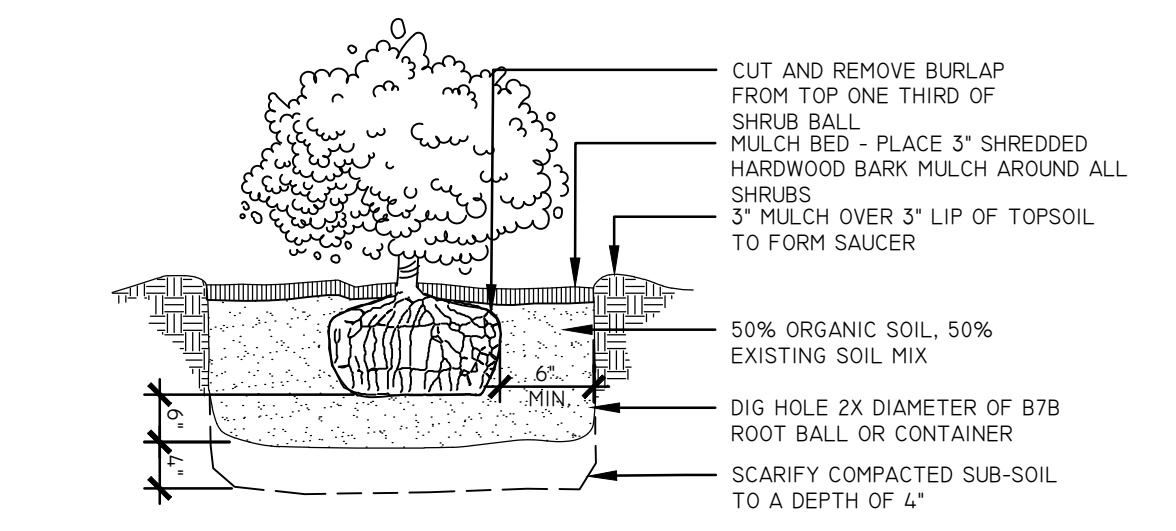 CUT AND REMOVE BURLAP
FROM TOP ONE THIRD OF
SHRUB BALL
MULCH BED - PLACE 3" SHREDDED
HARDWOOD BARK MULCH AROUND ALL
SHRUBS
3" MULCH OVER 3" LIP OF TOPSOIL
TO FORM SAUCER
50% ORGANIC SOIL, 50%
EXISTING SOIL MIX
6"
MIN.
DIG HOLE 2X DIAMETER OF B7B
ROOT BALL OR CONTAINER
6"
4"
SCARIFY COMPACTED SUB-SOIL
TO A DEPTH OF 4"